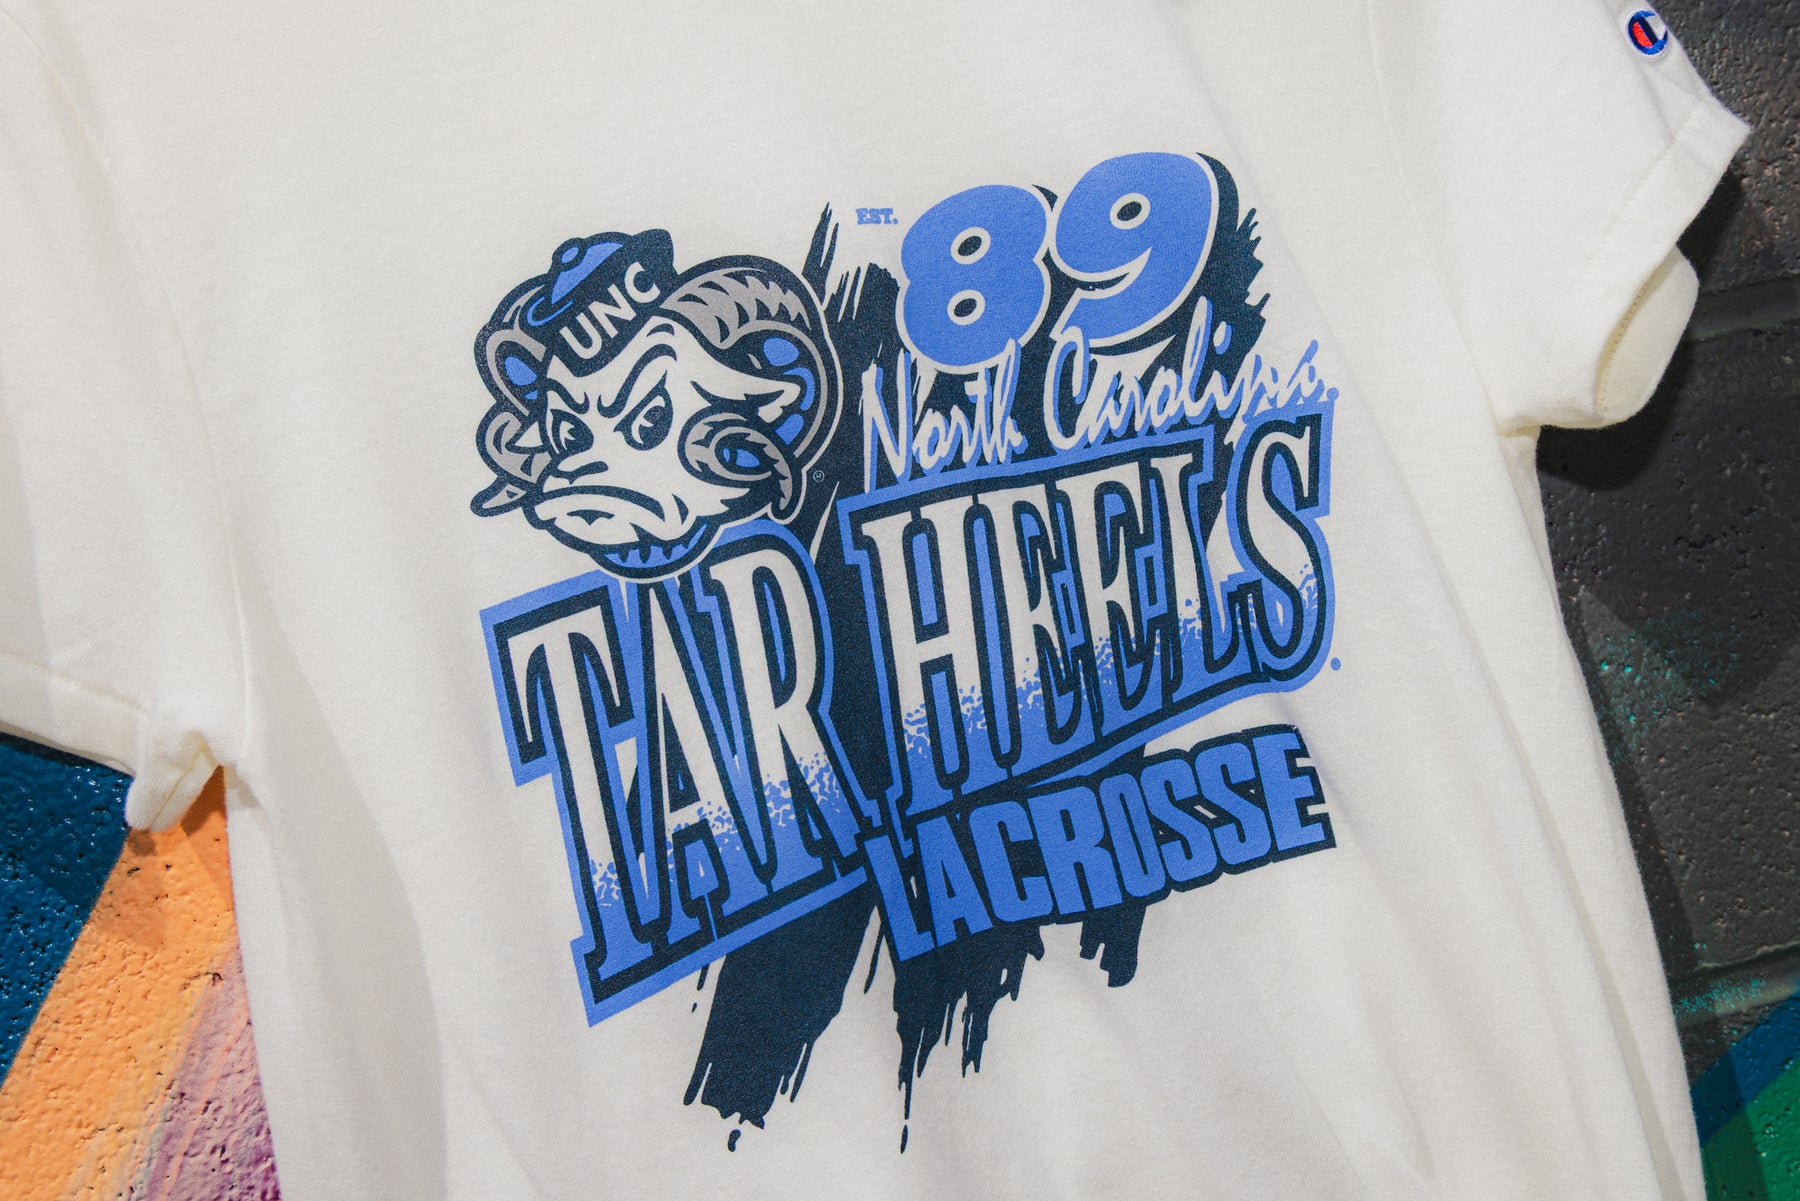 EST. 89
UNC
North Carolina
TAR HEELS
LACROSSE